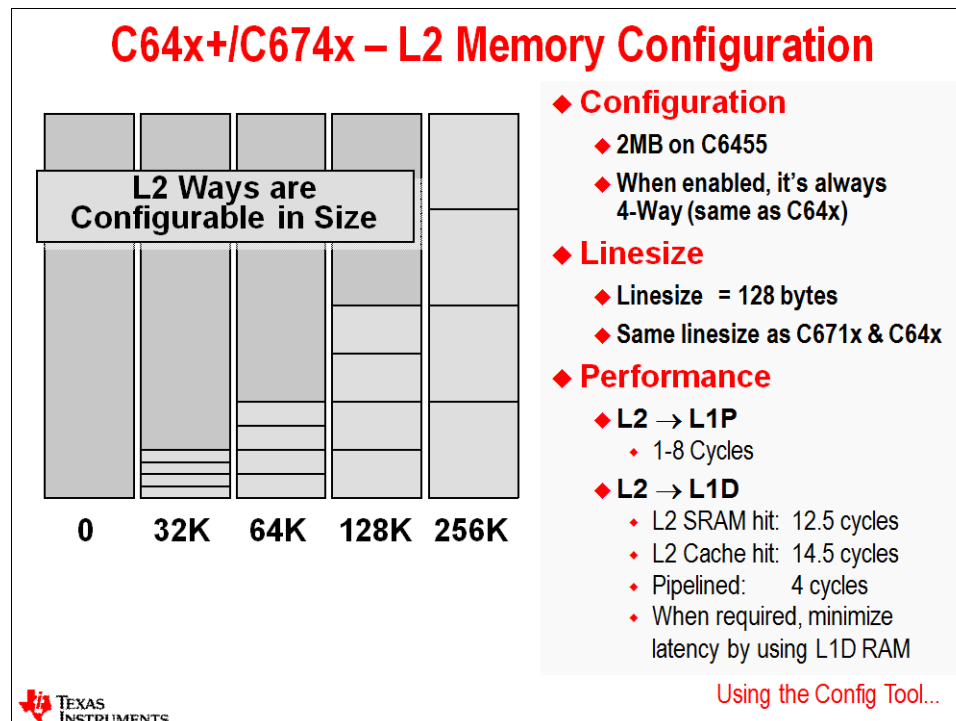 C64x+/C674x – L2 Memory Configuration
L2 Ways are
Configurable in Size
0 32K 64K 128K 256K
◆ Configuration
◆ 2MB on C6455
◆ When enabled, it's always
4-Way (same as C64x)
◆ Linesize
◆ Linesize = 128 bytes
◆ Same linesize as C671x & C64x
◆ Performance
◆ L2 → L1P
◆ 1-8 Cycles
◆ L2 → L1D
◆ L2 SRAM hit: 12.5 cycles
◆ L2 Cache hit: 14.5 cycles
◆ Pipelined: 4 cycles
◆ When required, minimize
latency by using L1D RAM
Using the Config Tool...
TEXAS
INSTRUMENTS